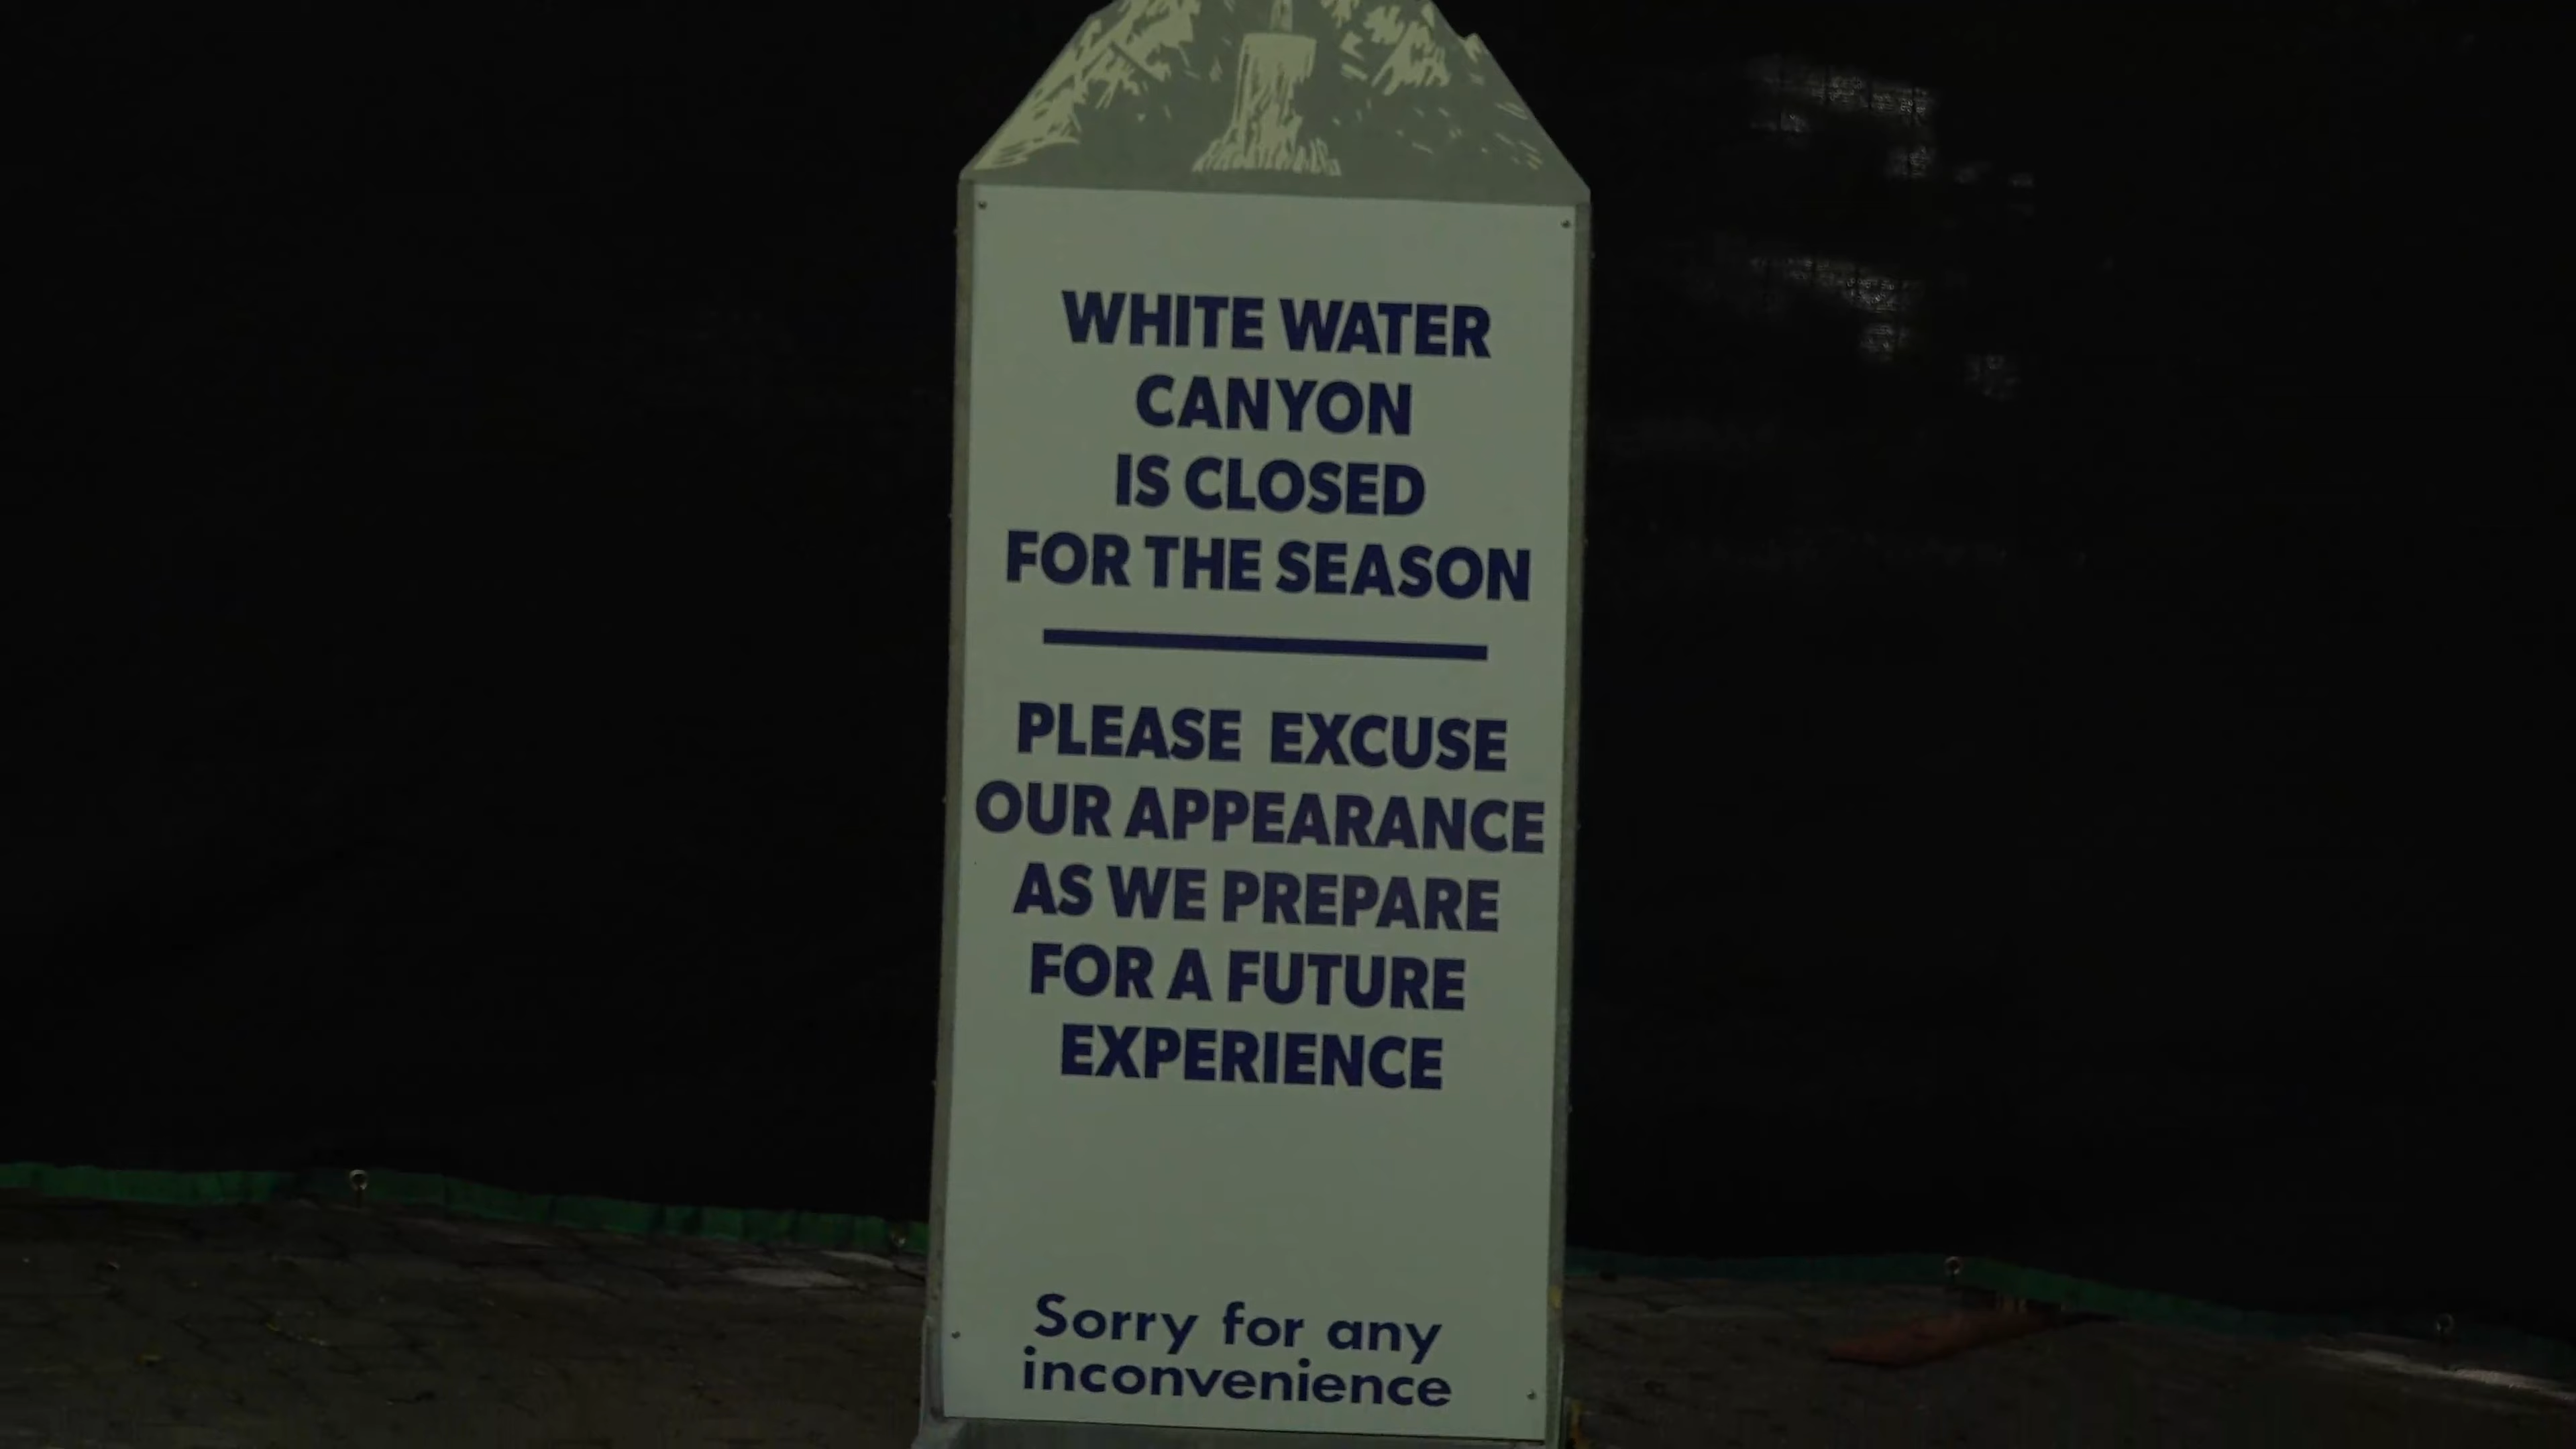 WHITE WATER
CANYON
IS CLOSED
FOR THE SEASON
PLEASE EXCUSE
OUR APPEARANCE
AS WE PREPARE
FOR A FUTURE
EXPERIENCE
Sorry for any
inconvenience